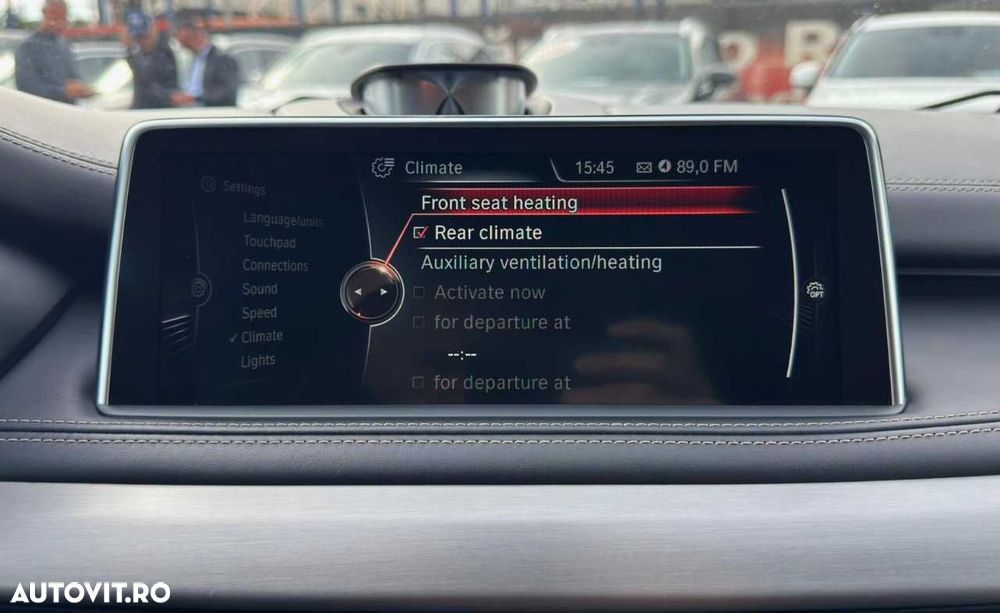 Climate
15:45
89,0 FM
Settings
Language/units
Touchpad
Connections
Sound
Speed
Climate
Lights
Front seat heating
Rear climate
Auxiliary ventilation/heating
Activate now
for departure at
--:--
for departure at
OPT
AUTOVIT.RO